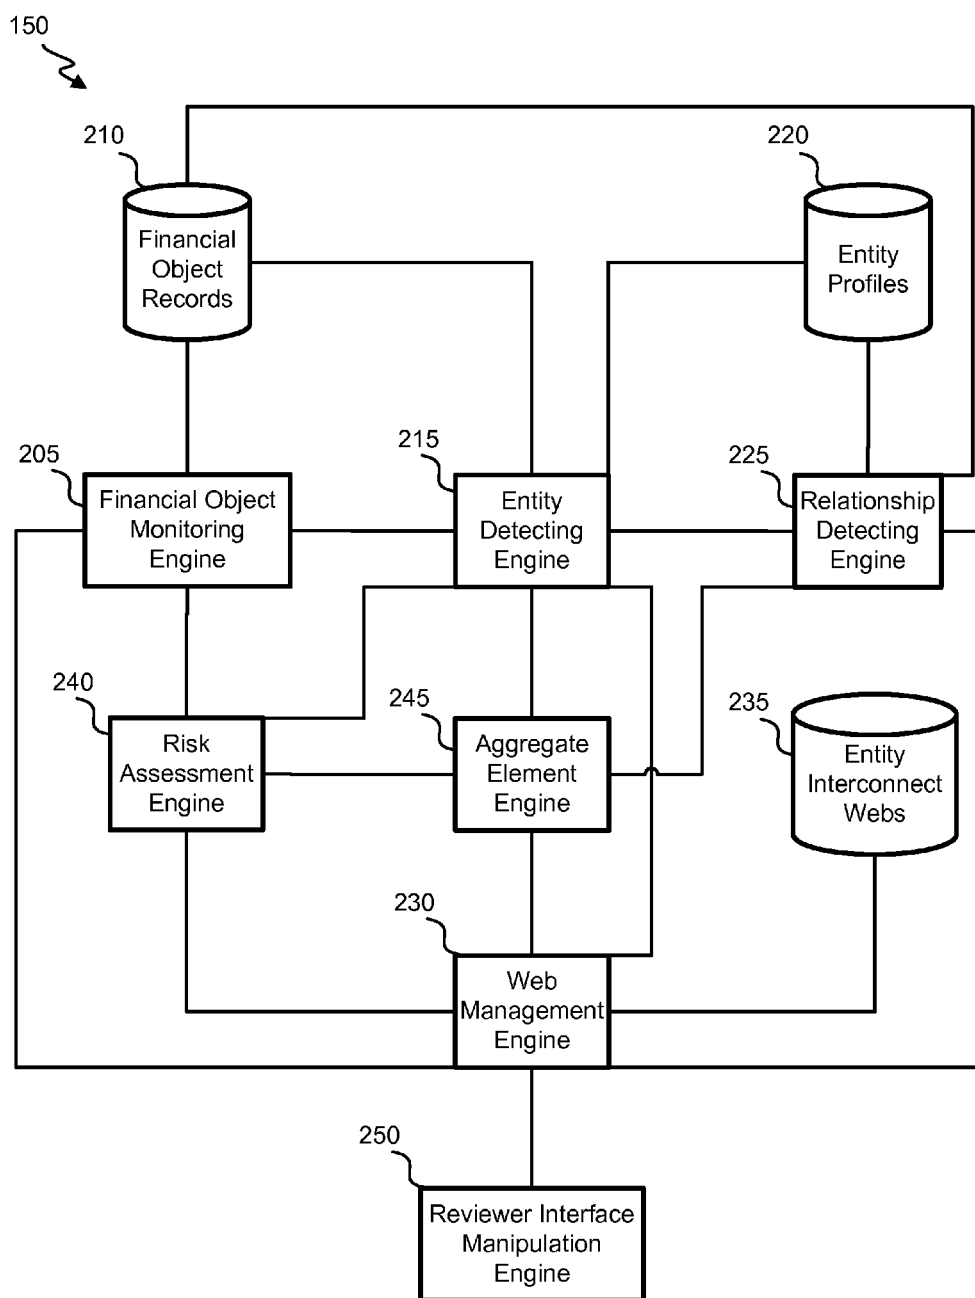 150
210
Financial
Object
Records
220
Entity
Profiles
205
Financial Object
Monitoring
Engine
215
Entity
Detecting
Engine
225
Relationship
Detecting
Engine
240
Risk
Assessment
Engine
245
Aggregate
Element
Engine
235
Entity
Interconnect
Webs
230
Web
Management
Engine
250
Reviewer Interface
Manipulation
Engine